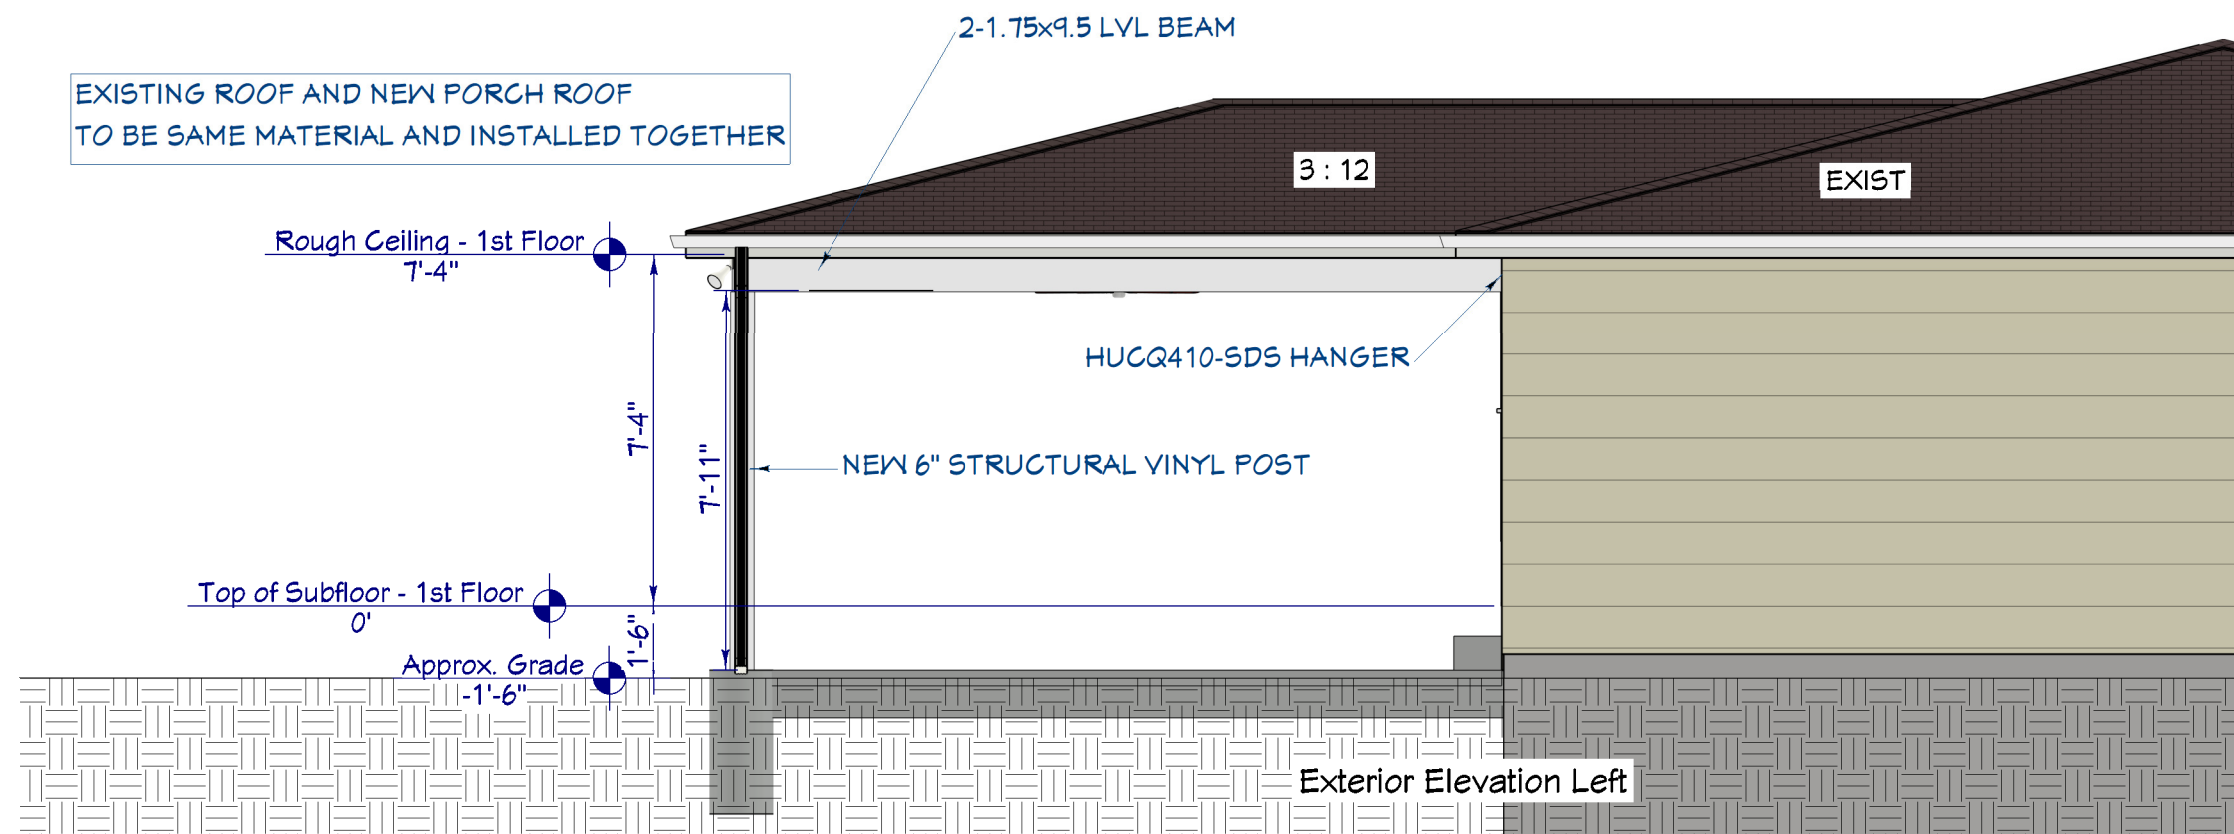 2-1.75x9.5 LVL BEAM
EXISTING ROOF AND NEW PORCH ROOF
TO BE SAME MATERIAL AND INSTALLED TOGETHER
3 : 12
EXIST
Rough Ceiling - 1st Floor
7'-4"
HUCQ410-SDS HANGER
7'-4"
7'-11"
NEW 6" STRUCTURAL VINYL POST
Top of Subfloor - 1st Floor
0'
1'-6"
Approx. Grade
-1'-6"
Exterior Elevation Left